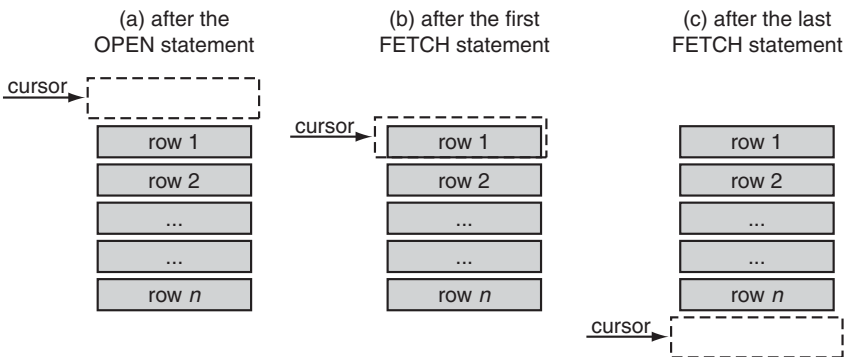 (a) after the
OPEN statement
cursor
row 1
row 2
...
...
row n
(b) after the first
FETCH statement
cursor
row 1
row 2
...
...
row n
(c) after the last
FETCH statement
row 1
row 2
...
...
row n
cursor